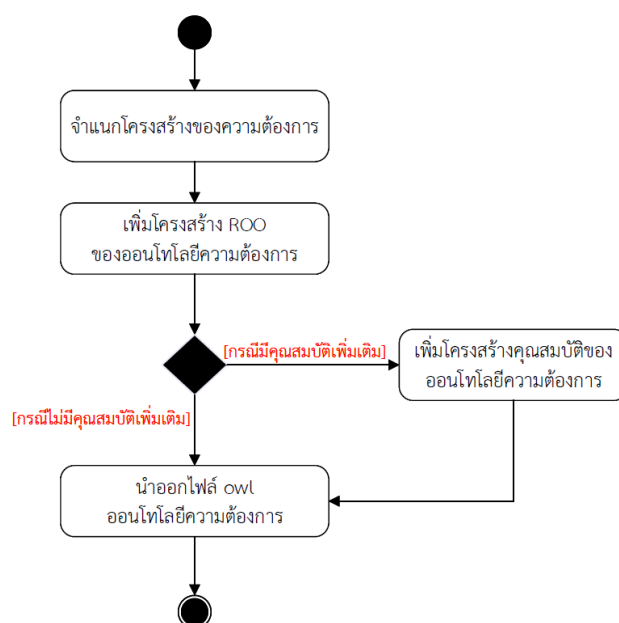 จำแนกโครงสร้างของความต้องการ
เพิ่มโครงสร้าง ROO
ของออนโทโลยีความต้องการ
[กรณีมีคุณสมบัติเพิ่มเติม]
เพิ่มโครงสร้างคุณสมบัติของ
ออนโทโลยีความต้องการ
[กรณีไม่มีคุณสมบัติเพิ่มเติม]
นำออกไฟล์ owl
ออนโทโลยีความต้องการ